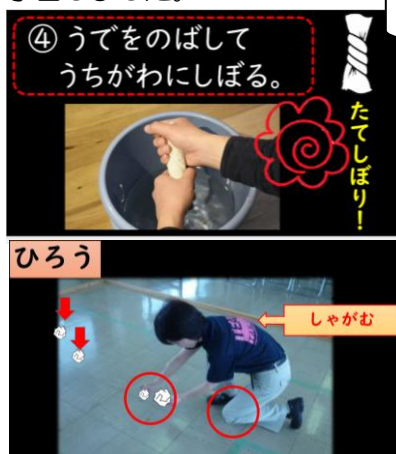 ④ うでをのばして
うちがわにしぼる。
たてしぼり!
ひろう
しゃがむ